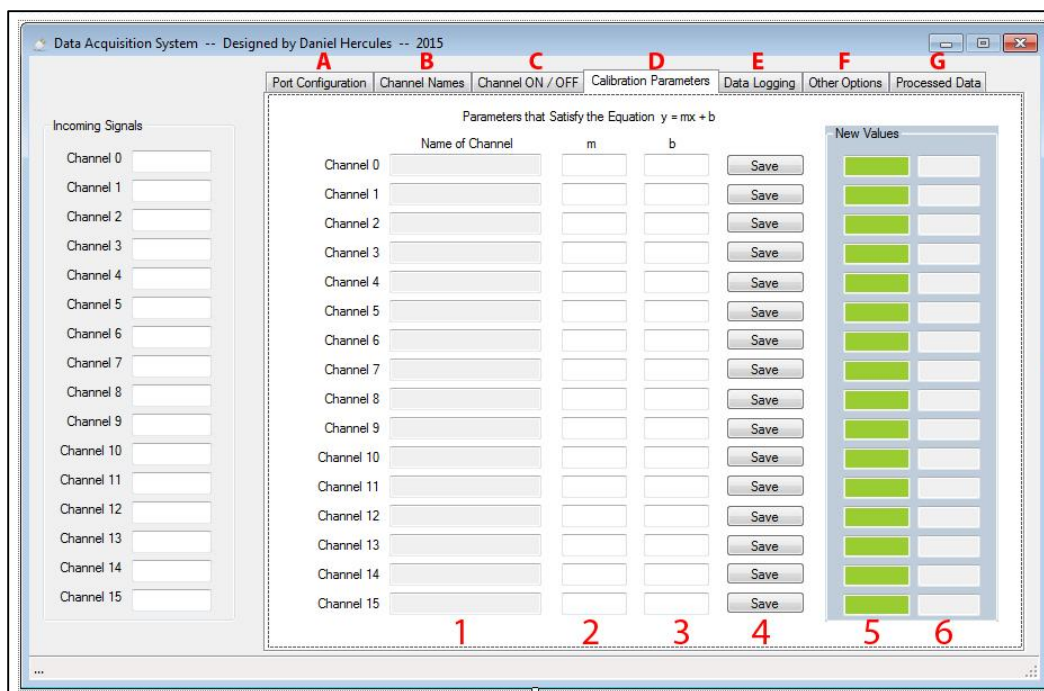 Data Acquisition System -- Designed by Daniel Hercules -- 2015
A B C D E F G
Port Configuration Channel Names Channel ON / OFF Calibration Parameters Data Logging Other Options Processed Data
Incoming Signals
Channel 0
Channel 1
Channel 2
Channel 3
Channel 4
Channel 5
Channel 6
Channel 7
Channel 8
Channel 9
Channel 10
Channel 11
Channel 12
Channel 13
Channel 14
Channel 15
Parameters that Satisfy the Equation y = mx + b
Name of Channel m b
Channel 0 Save
Channel 1 Save
Channel 2 Save
Channel 3 Save
Channel 4 Save
Channel 5 Save
Channel 6 Save
Channel 7 Save
Channel 8 Save
Channel 9 Save
Channel 10 Save
Channel 11 Save
Channel 12 Save
Channel 13 Save
Channel 14 Save
Channel 15 Save
New Values
1 2 3 4 5 6
...